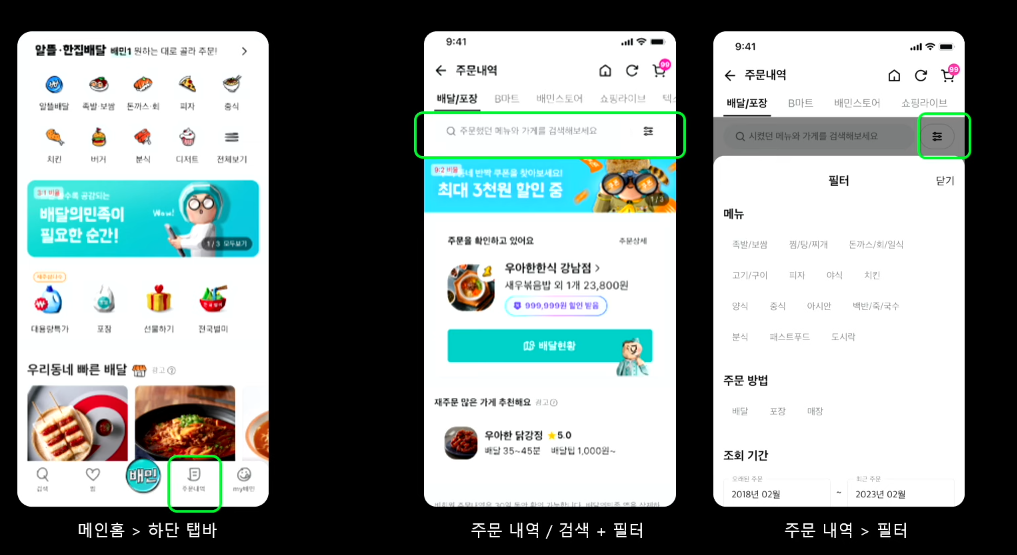 알뜰·한집배달 배민1 원하는 대로 골라 주문!
알뜰배달 족발·보쌈 돈까스·회 피자 중식
치킨 버거 분식 디저트 전체보기
3/1 비율
수록 공감되는
배달의민족이
필요한 순간!
Wow!
1 / 3 모두보기
대용량특가 포장 선물하기 전국별미
우리동네 빠른 배달 광고
검색 찜 배민 주문내역 my배민
메인홈 > 하단 탭바
9:41
주문내역
99
배달/포장 B마트 배민스토어 쇼핑라이브
주문했던 메뉴와 가게를 검색해보세요
9:2 비율
동네 반짝 쿠폰을 찾아보세요!
최대 3천원 할인 중
1 / 3
주문을 확인하고 있어요 주문상세
우아한한식 강남점 >
새우볶음밥 외 1개 23,800원
999,999원 할인 받음
배달현황
재주문 많은 가게 추천해요 광고
우아한 닭강정 5.0
배달 35~45분 배달팁 1,000원~
주문 내역 / 검색 + 필터
9:41
주문내역
99
배달/포장 B마트 배민스토어 쇼핑라이브
시켰던 메뉴와 가게를 검색해보세요
필터 닫기
메뉴
족발/보쌈 찜/탕/찌개 돈까스/회/일식
고기/구이 피자 야식 치킨
양식 중식 아시안 백반/죽/국수
분식 패스트푸드 도시락
주문 방법
배달 포장 매장
조회 기간
오래된 주문 최근 주문
2018년 02월 ~ 2023년 02월
주문 내역 > 필터